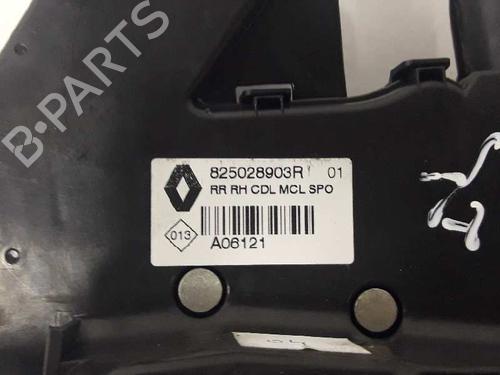 B-PARTS
825028903R 01
RR RH CDL MCL SPO
013
A06121